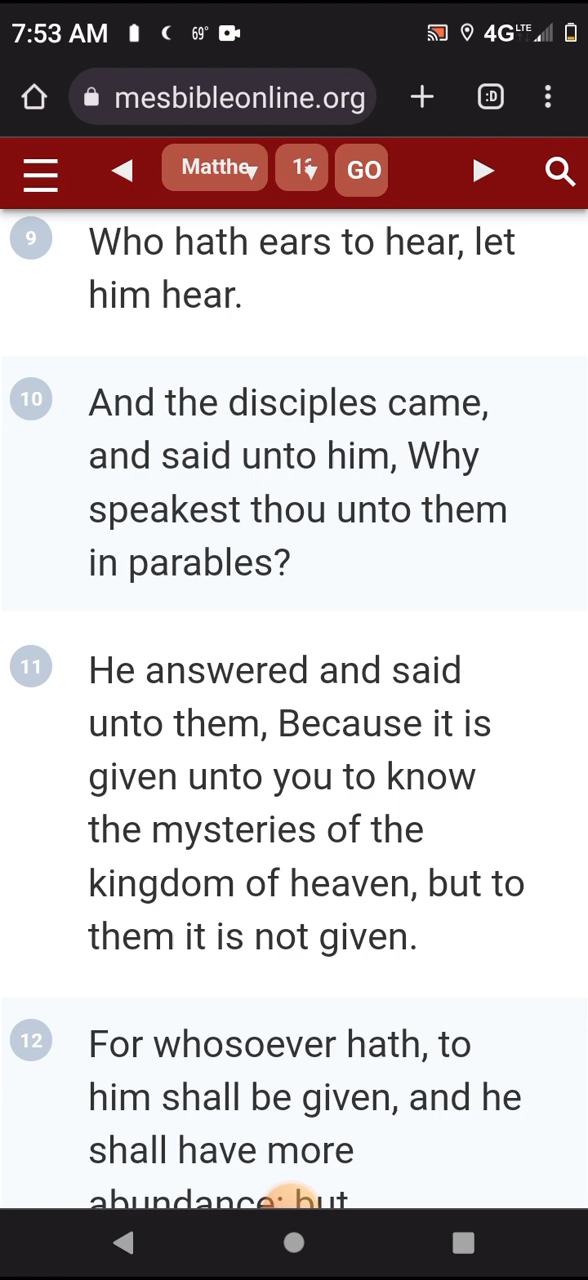 7:53 AM 69° 4G LTE
mesbibleonline.org :D
Matthe GO
9 Who hath ears to hear, let
him hear.
10 And the disciples came,
and said unto him, Why
speakest thou unto them
in parables?
11 He answered and said
unto them, Because it is
given unto you to know
the mysteries of the
kingdom of heaven, but to
them it is not given.
12 For whosoever hath, to
him shall be given, and he
shall have more
abundance: but